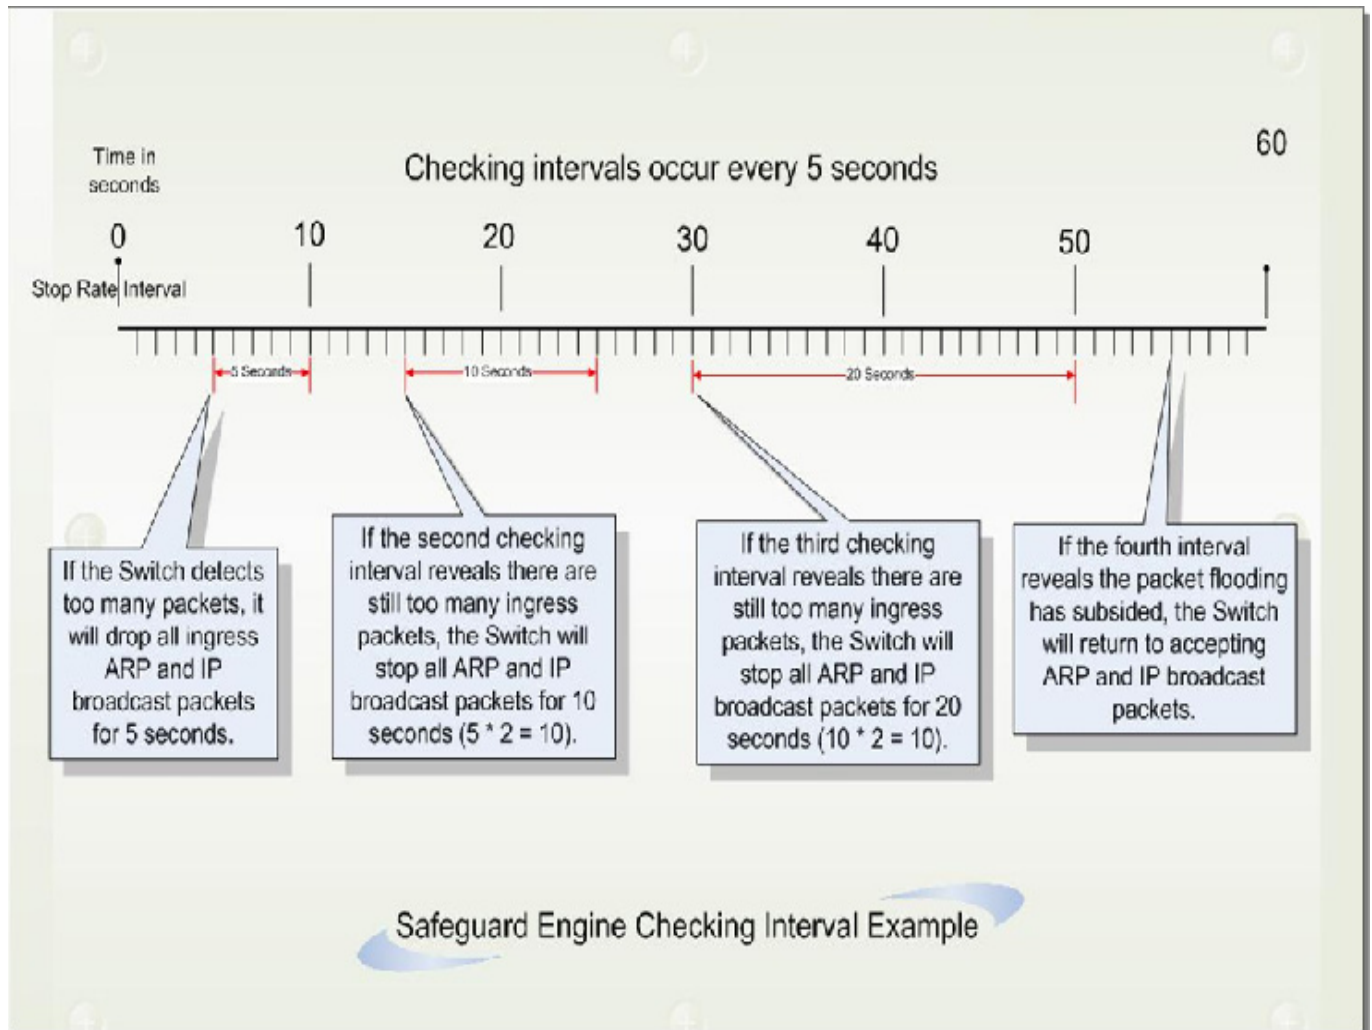 Time in
seconds
Checking intervals occur every 5 seconds
60
0
10
20
30
40
50
Stop Rate Interval
5 Seconds
10 Seconds
20 Seconds
If the Switch detects
too many packets, it
will drop all ingress
ARP and IP
broadcast packets
for 5 seconds.
If the second checking
interval reveals there are
still too many ingress
packets, the Switch will
stop all ARP and IP
broadcast packets for 10
seconds (5 * 2 = 10).
If the third checking
interval reveals there are
still too many ingress
packets, the Switch will
stop all ARP and IP
broadcast packets for 20
seconds (10 * 2 = 10).
If the fourth interval
reveals the packet flooding
has subsided, the Switch
will return to accepting
ARP and IP broadcast
packets.
Safeguard Engine Checking Interval Example